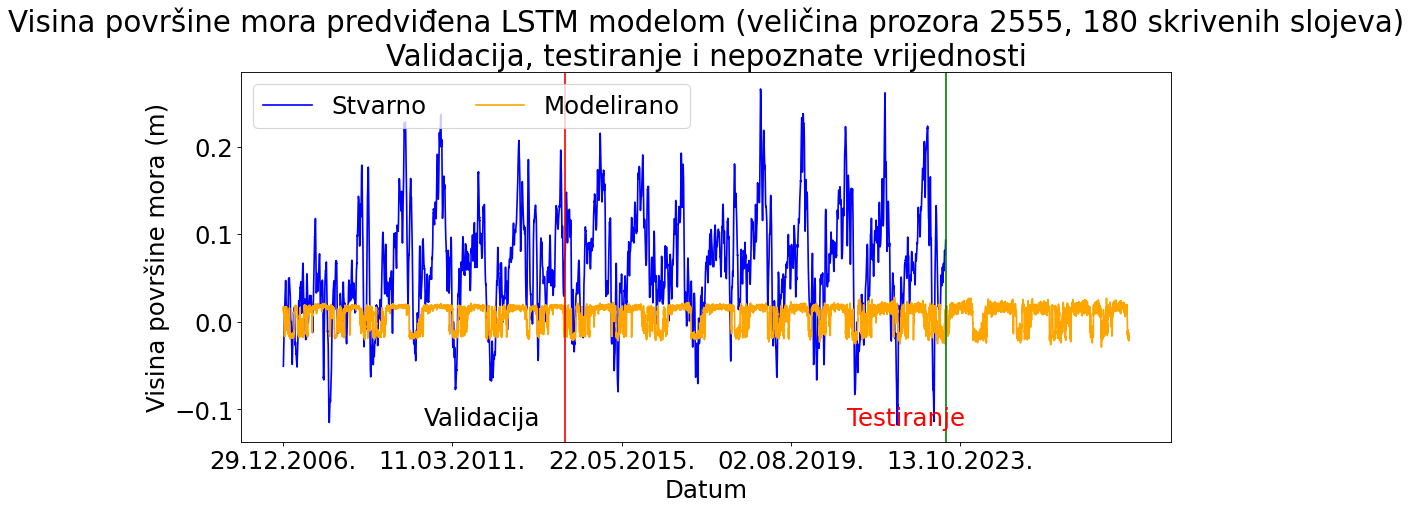 Visina površine mora predviđena LSTM modelom (veličina prozora 2555, 180 skrivenih slojeva)
Validacija, testiranje i nepoznate vrijednosti
Stvarno
Modelirano
Visina površine mora (m)
0.2
0.1
0.0
−0.1
Validacija
Testiranje
29.12.2006.
11.03.2011.
22.05.2015.
02.08.2019.
13.10.2023.
Datum